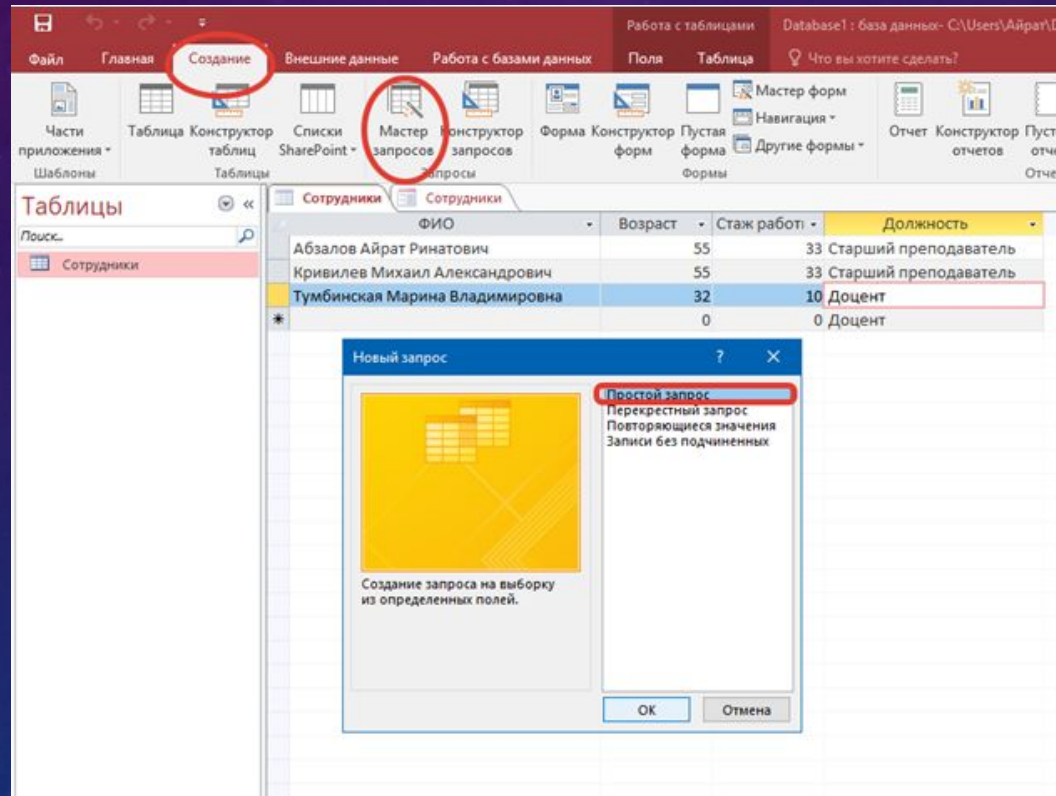 Работа с таблицами Database1 : база данных- C:\Users\Айрат\D
Файл Главная Создание Внешние данные Работа с базами данных Поля Таблица Что вы хотите сделать?
Части приложения Таблица Конструктор таблиц Списки SharePoint Мастер запросов Конструктор запросов Форма Конструктор форм Пустая форма Мастер форм
Навигация
Другие формы
Отчет Конструктор отчетов
Шаблоны Таблицы Запросы Формы
Таблицы «
Поиск...
Сотрудники
Сотрудники Сотрудники
ФИО Возраст Стаж работı Должность
Абзалов Айрат Ринатович 55 33 Старший преподаватель
Кривилев Михаил Александрович 55 33 Старший преподаватель
Тумбинская Марина Владимировна 32 10 Доцент
* 0 0 Доцент
Новый запрос ? ×
Простой запрос
Перекрестный запрос
Повторяющиеся значения
Записи без подчиненных
Создание запроса на выборку
из определенных полей.
ОК Отмена